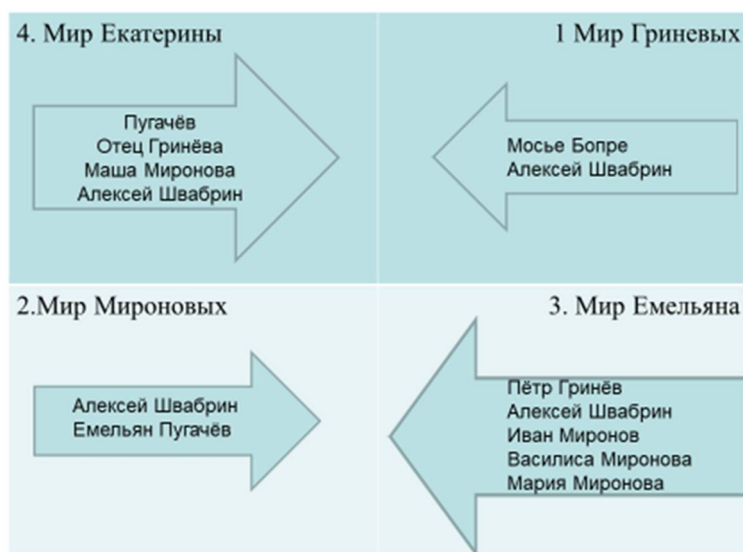 4. Мир Екатерины
Пугачёв
Отец Гринёва
Маша Миронова
Алексей Швабрин
1 Мир Гриневых
Мосье Бопре
Алексей Швабрин
2.Мир Мироновых
Алексей Швабрин
Емельян Пугачёв
3. Мир Емельяна
Пётр Гринёв
Алексей Швабрин
Иван Миронов
Василиса Миронова
Мария Миронова